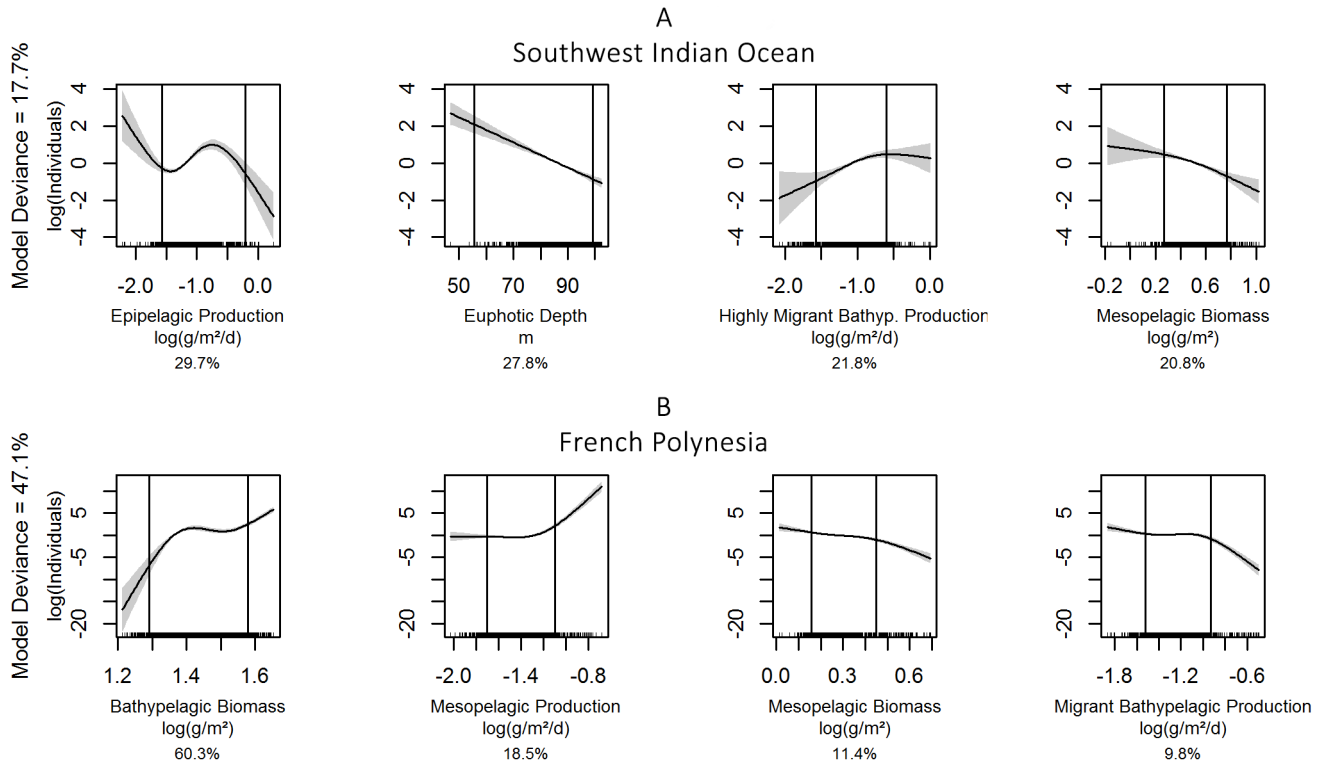 A
Southwest Indian Ocean
Model Deviance = 17.7%
log(Individuals)
4
2
0
-2
-4
-2.0 -1.0 0.0
Epipelagic Production
log(g/m²/d)
29.7%
4
2
0
-2
-4
50 70 90
Euphotic Depth
m
27.8%
4
2
0
-2
-4
-2.0 -1.0 0.0
Highly Migrant Bathyp. Production
log(g/m²/d)
21.8%
4
2
0
-2
-4
-0.2 0.2 0.6 1.0
Mesopelagic Biomass
log(g/m²)
20.8%
B
French Polynesia
Model Deviance = 47.1%
log(Individuals)
5
-5
-20
1.2 1.4 1.6
Bathypelagic Biomass
log(g/m²)
60.3%
5
-5
-20
-2.0 -1.4 -0.8
Mesopelagic Production
log(g/m²/d)
18.5%
5
-5
-20
0.0 0.3 0.6
Mesopelagic Biomass
log(g/m²)
11.4%
5
-5
-20
-1.8 -1.2 -0.6
Migrant Bathypelagic Production
log(g/m²/d)
9.8%